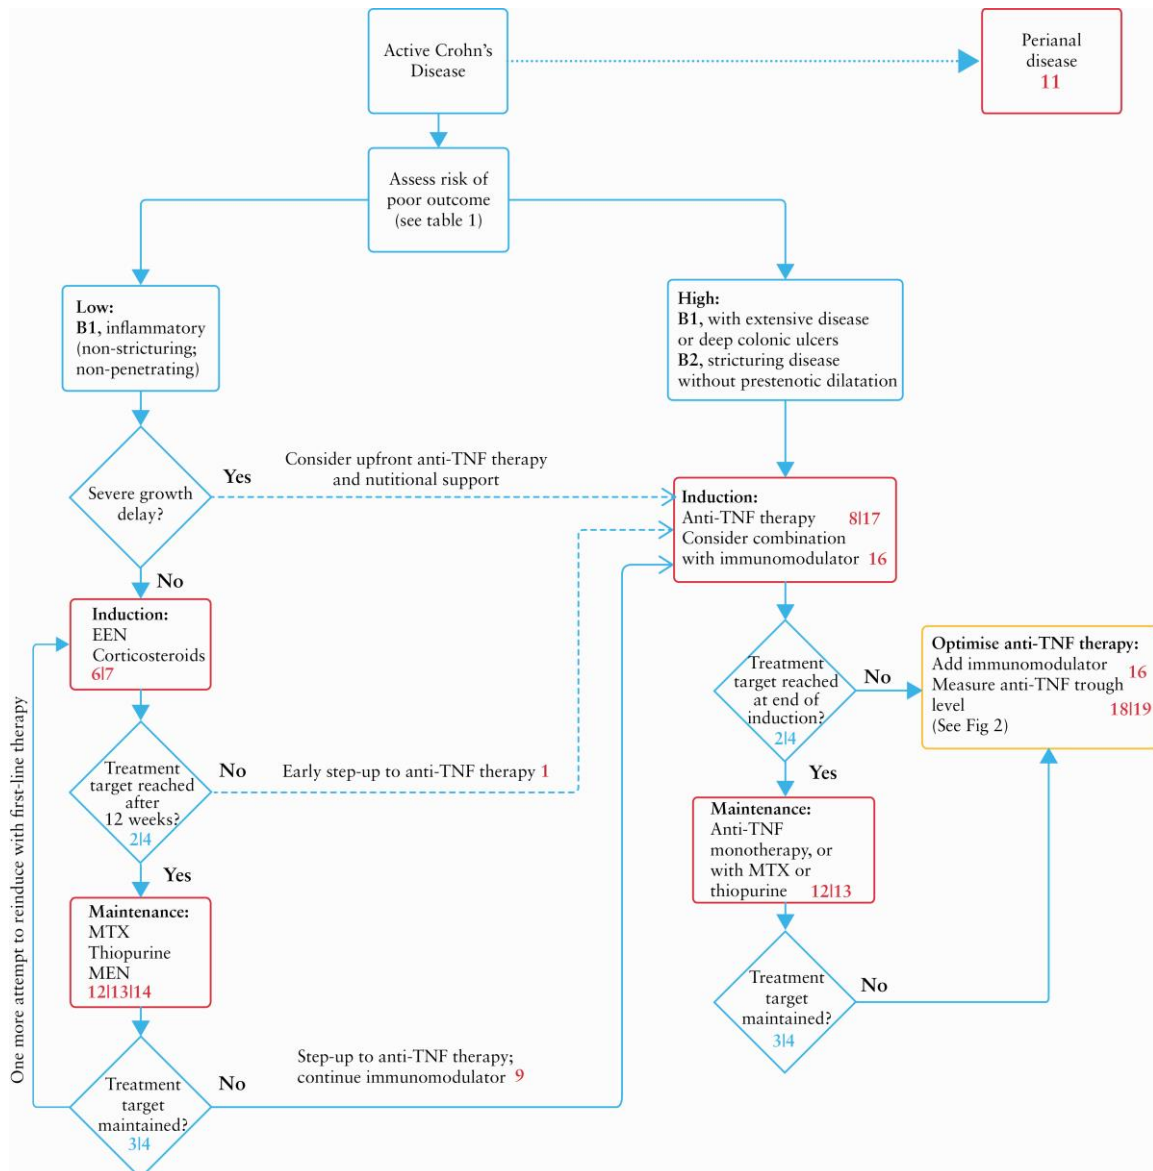 Active Crohn's
Disease
Perianal
disease
11
Assess risk of
poor outcome
(see table 1)
Low:
B1, inflammatory
(non-stricturing;
non-penetrating)
High:
B1, with extensive disease
or deep colonic ulcers
B2, stricturing disease
without prestenotic dilatation
Severe growth
delay?
Yes
Consider upfront anti-TNF therapy
and nutitional support
No
Induction:
Anti-TNF therapy 8|17
Consider combination
with immunomodulator 16
Induction:
EEN
Corticosteroids
6|7
Treatment
target reached
at end of
induction?
2|4
No
Optimise anti-TNF therapy:
Add immunomodulator 16
Measure anti-TNF trough
level 18|19
(See Fig 2)
Yes
Treatment
target reached
after
12 weeks?
2|4
No
Early step-up to anti-TNF therapy 1
Yes
Maintenance:
Anti-TNF
monotherapy, or
with MTX or
thiopurine 12|13
Maintenance:
MTX
Thiopurine
MEN
12|13|14
Treatment
target
maintained?
3|4
No
Treatment
target
maintained?
3|4
No
Step-up to anti-TNF therapy;
continue immunomodulator 9
One more attempt to reinduce with first-line therapy